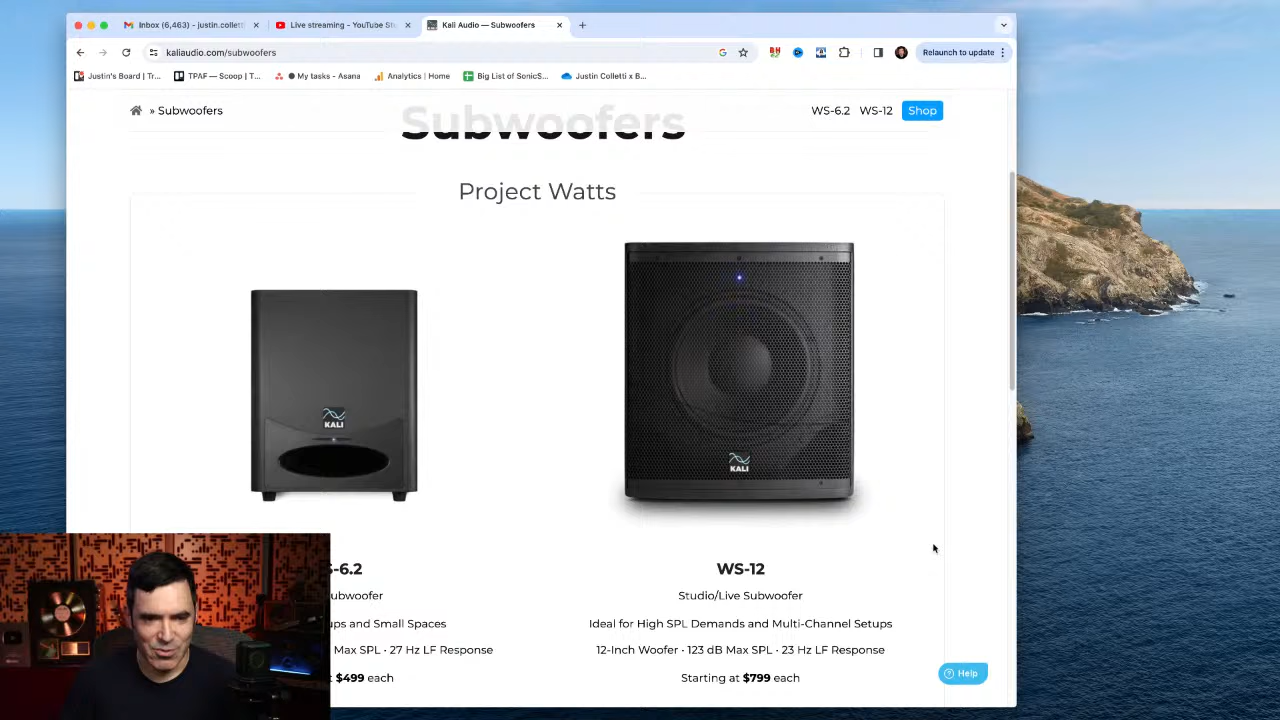 Inbox (6,463) - justin.colletti
Live streaming - YouTube St
Kali Audio — Subwoofers
kaliaudio.com/subwoofers
Relaunch to update
Justin's Board | Tr...
TPAF — Scoop | T...
My tasks - Asana
Analytics | Home
Big List of SonicS...
Justin Colletti x B...
» Subwoofers
WS-6.2
WS-12
Shop
Subwoofers
Project Watts
KALI
KALI
S-6.2
ubwoofer
ups and Small Spaces
Max SPL · 27 Hz LF Response
$499 each
WS-12
Studio/Live Subwoofer
Ideal for High SPL Demands and Multi-Channel Setups
12-Inch Woofer · 123 dB Max SPL · 23 Hz LF Response
Starting at $799 each
Help